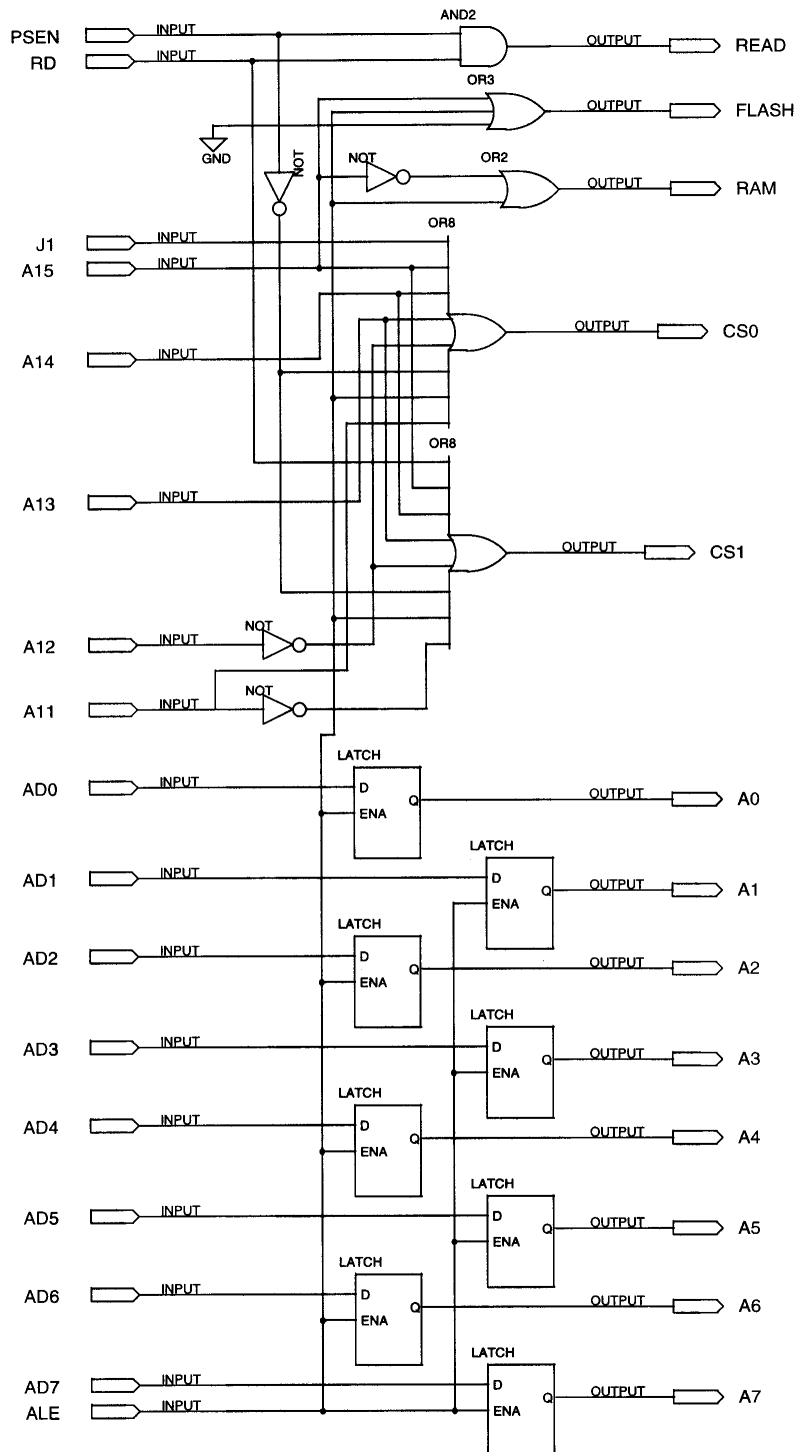 AND2
PSEN INPUT OUTPUT READ
RD INPUT
OR3
OUTPUT FLASH
GND
NOT
NOT OR2
OUTPUT RAM
OR8
J1 INPUT
A15 INPUT
OUTPUT CS0
A14 INPUT
OR8
A13 INPUT
OUTPUT CS1
NOT
A12 INPUT
NOT
A11 INPUT
LATCH
AD0 INPUT D Q OUTPUT A0
ENA
LATCH
AD1 INPUT D Q OUTPUT A1
ENA
LATCH
AD2 INPUT D Q OUTPUT A2
ENA
LATCH
AD3 INPUT D Q OUTPUT A3
ENA
LATCH
AD4 INPUT D Q OUTPUT A4
ENA
LATCH
AD5 INPUT D Q OUTPUT A5
ENA
LATCH
AD6 INPUT D Q OUTPUT A6
ENA
LATCH
AD7 INPUT D Q OUTPUT A7
ALE INPUT ENA